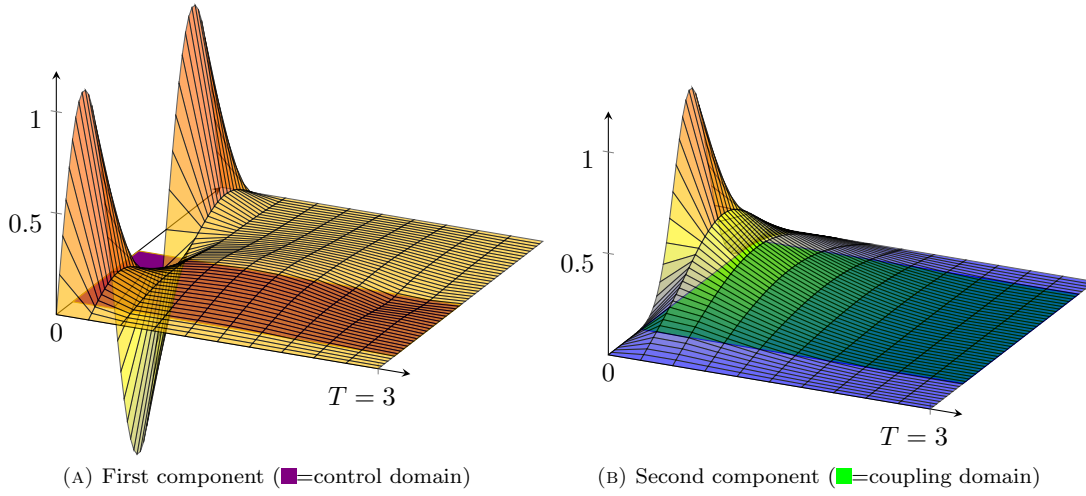 1
0.5
0
T = 3
1
0.5
0
T = 3
(A) First component (■=control domain)
(B) Second component (■=coupling domain)